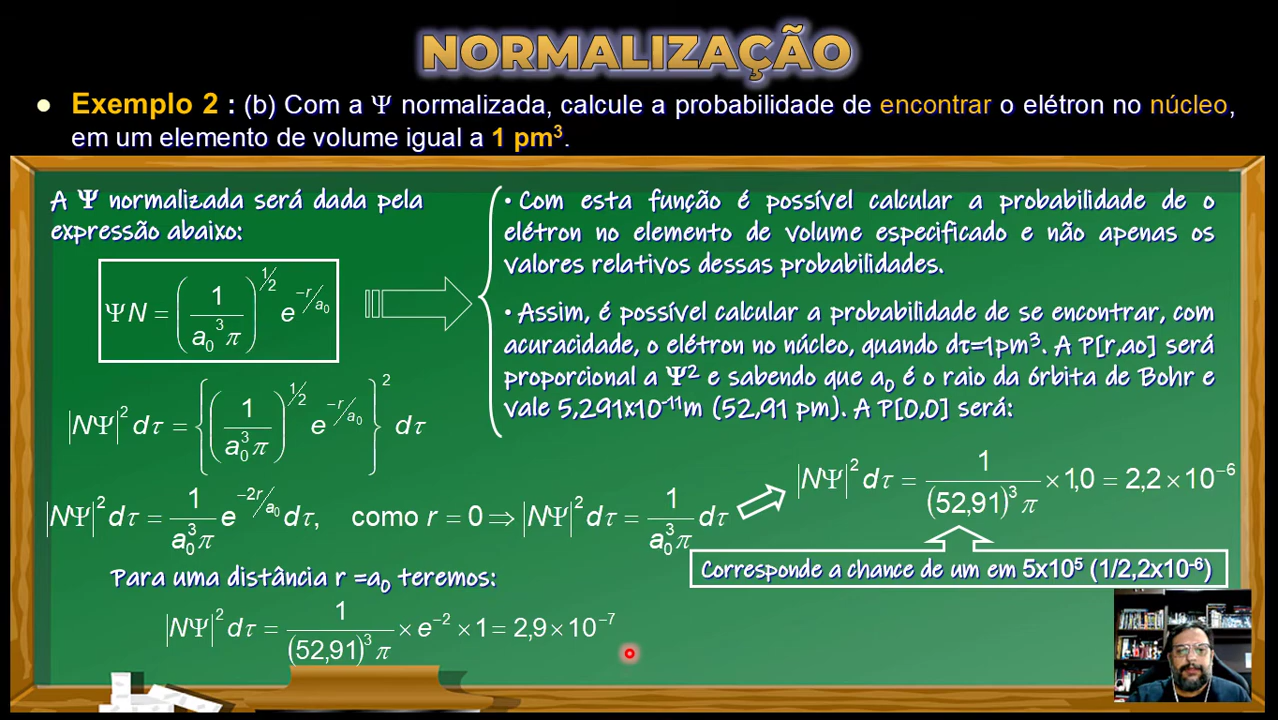 NORMALIZAÇÃO
• Exemplo 2 : (b) Com a Ψ normalizada, calcule a probabilidade de encontrar o elétron no núcleo,
em um elemento de volume igual a 1 pm³.
A Ψ normalizada será dada pela
expressão abaixo:
ΨN = (1/(a₀³ π))^(1/2) e^(−r/a₀)
|NΨ|² dτ = {(1/(a₀³π))^(1/2) e^(−r/a₀)}² dτ
|NΨ|² dτ = 1/(a₀³π) e^(−2r/a₀) dτ, como r = 0 ⇒ |NΨ|² dτ = 1/(a₀³π) dτ
Para uma distância r =a₀ teremos:
|NΨ|² dτ = 1/((52,91)³ π) × e⁻² × 1 = 2,9 × 10⁻⁷
• Com esta função é possível calcular a probabilidade de o
elétron no elemento de volume especificado e não apenas os
valores relativos dessas probabilidades.
• Assim, é possível calcular a probabilidade de se encontrar, com
acuracidade, o elétron no núcleo, quando dτ=1pm³. A P[r,ao] será
proporcional a Ψ² e sabendo que a₀ é o raio da órbita de Bohr e
vale 5,291x10⁻¹¹m (52,91 pm). A P[0,0] será:
|NΨ|² dτ = 1/((52,91)³ π) × 1,0 = 2,2 × 10⁻⁶
Corresponde a chance de um em 5x10⁵ (1/2,2x10⁻⁶)